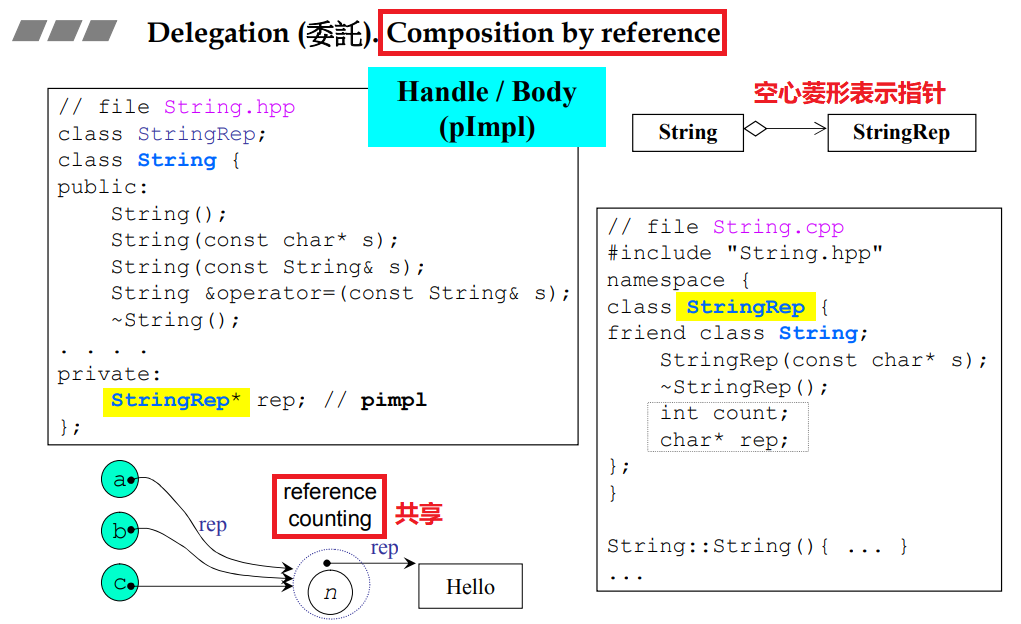 Delegation (委託). Composition by reference
Handle / Body
(pImpl)
// file String.hpp
class StringRep;
class String {
public:
    String();
    String(const char* s);
    String(const String& s);
    String &operator=(const String& s);
    ~String();
. . . .
private:
    StringRep* rep; // pimpl
};
空心菱形表示指针
String
StringRep
// file String.cpp
#include "String.hpp"
namespace {
class StringRep {
friend class String;
    StringRep(const char* s);
    ~StringRep();
    int count;
    char* rep;
};
}
String::String(){ ... }
...
a
b
c
rep
reference
counting
共享
rep
n
Hello